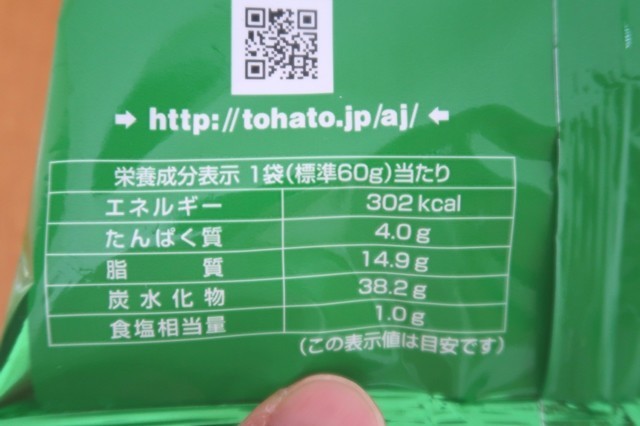 ➡ http://tohato.jp/aj/ ⬅
栄養成分表示 1袋(標準60g)当たり
エネルギー 302kcal
たんぱく質 4.0g
脂質 14.9g
炭水化物 38.2g
食塩相当量 1.0g
(この表示値は目安です)